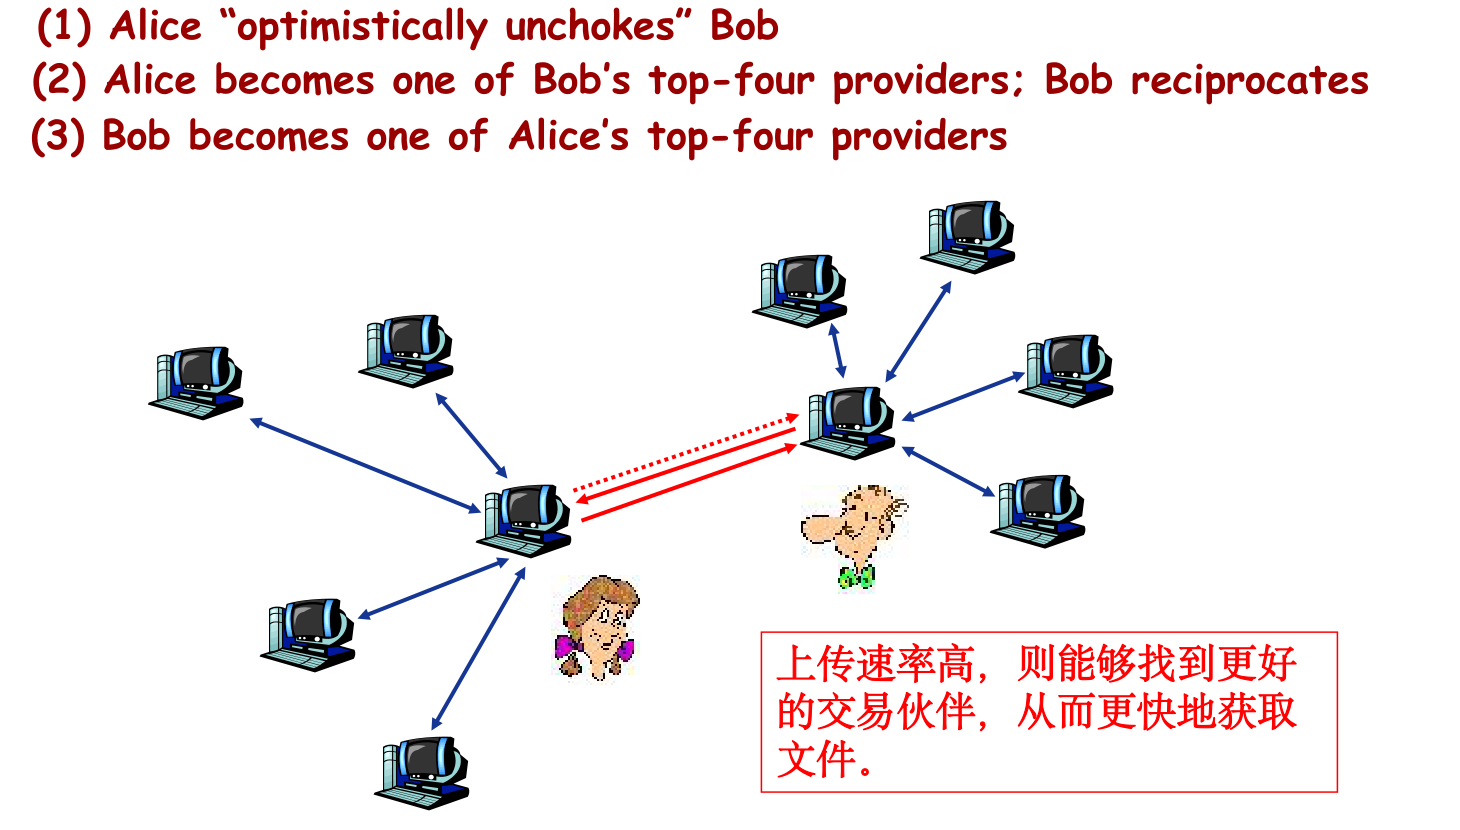 (1) Alice “optimistically unchokes” Bob
(2) Alice becomes one of Bob’s top-four providers; Bob reciprocates
(3) Bob becomes one of Alice’s top-four providers
上传速率高，则能够找到更好
的交易伙伴，从而更快地获取
文件。